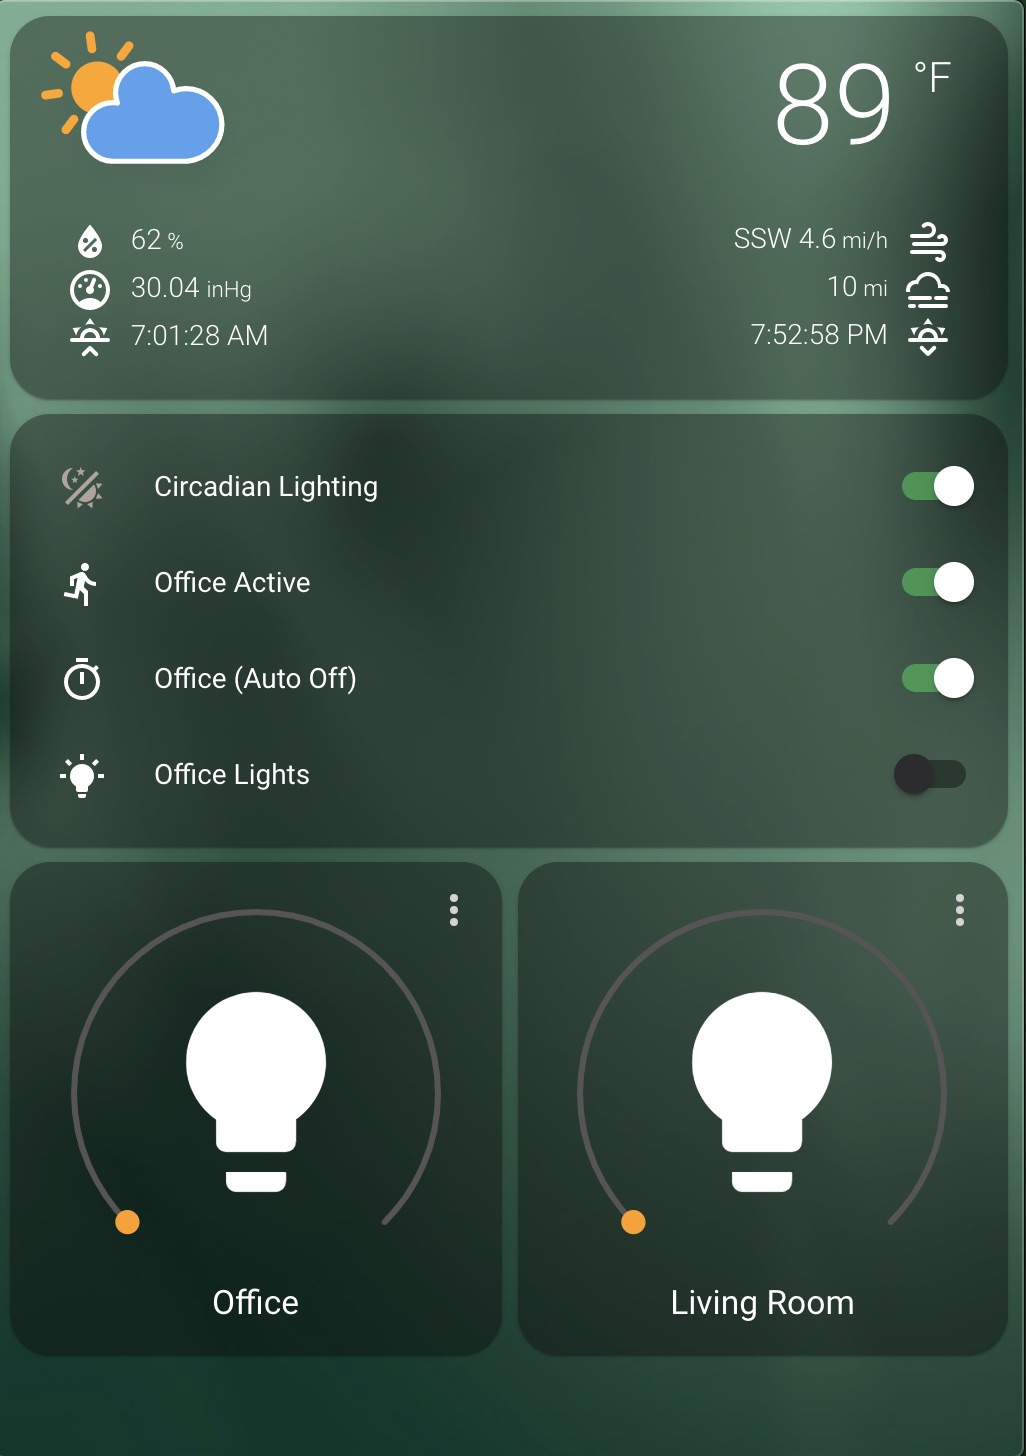 89 °F
62 %
SSW 4.6 mi/h
30.04 inHg
10 mi
7:01:28 AM
7:52:58 PM
Circadian Lighting
Office Active
Office (Auto Off)
Office Lights
Office
Living Room